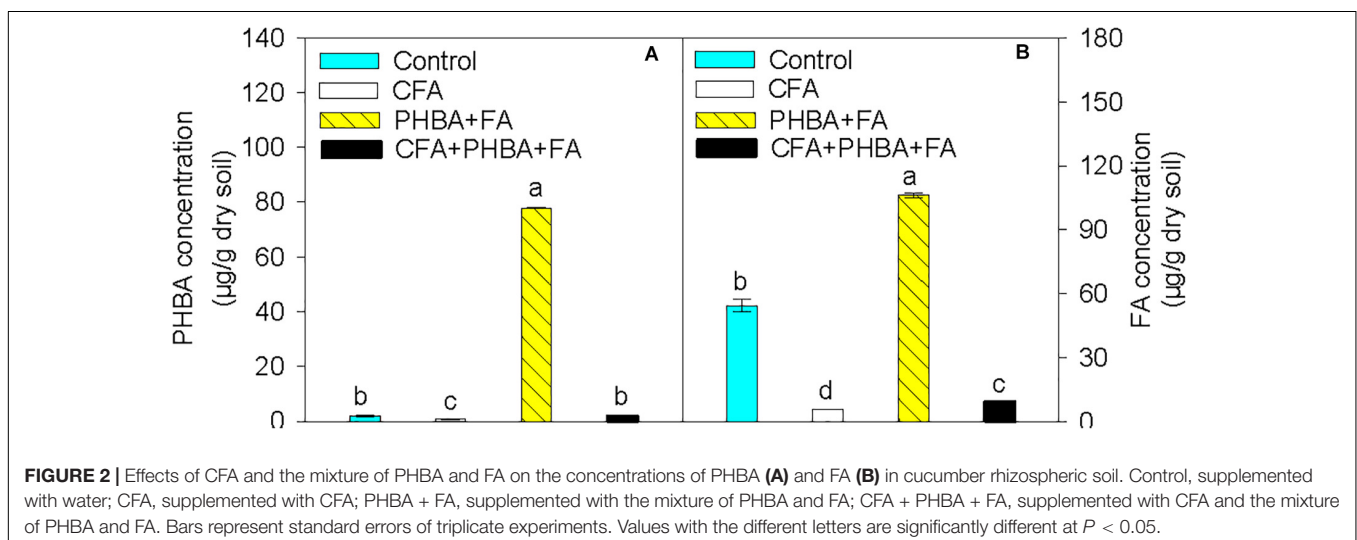 140
120
100
80
60
40
20
0
PHBA concentration
(µg/g dry soil)
Control
CFA
PHBA+FA
CFA+PHBA+FA
A
b
c
a
b
Control
CFA
PHBA+FA
CFA+PHBA+FA
B
b
d
a
c
180
150
120
90
60
30
0
FA concentration
(µg/g dry soil)
FIGURE 2 | Effects of CFA and the mixture of PHBA and FA on the concentrations of PHBA (A) and FA (B) in cucumber rhizospheric soil. Control, supplemented
with water; CFA, supplemented with CFA; PHBA + FA, supplemented with the mixture of PHBA and FA; CFA + PHBA + FA, supplemented with CFA and the mixture
of PHBA and FA. Bars represent standard errors of triplicate experiments. Values with the different letters are significantly different at P < 0.05.